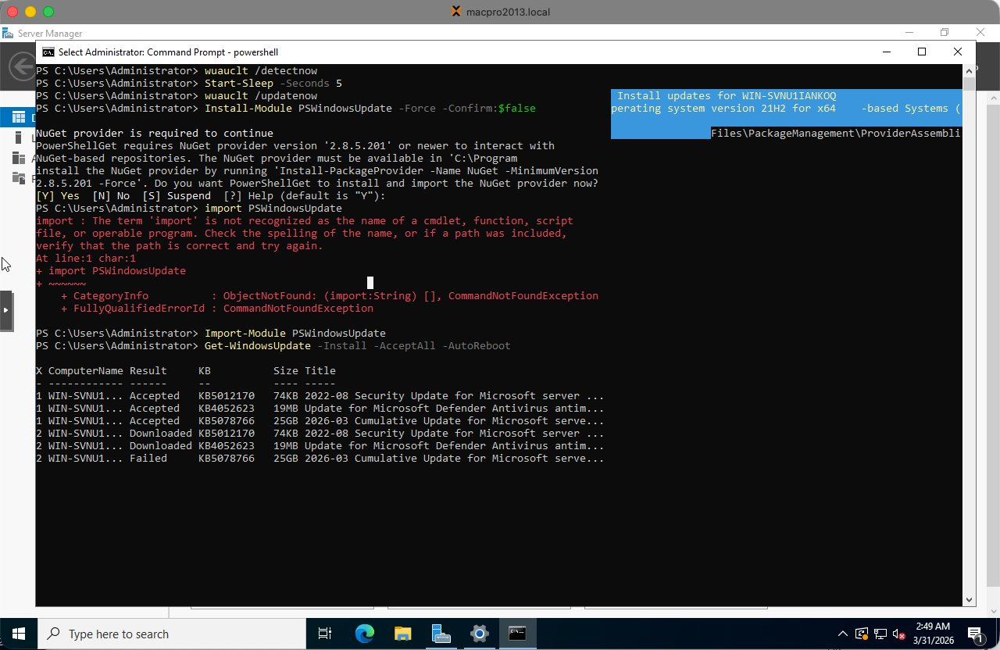 macpro2013.local
Server Manager
Select Administrator: Command Prompt - powershell
PS C:\Users\Administrator> wuauclt /detectnow
PS C:\Users\Administrator> Start-Sleep -Seconds 5
PS C:\Users\Administrator> wuauclt /updatenow
Install updates for WIN-SVNU1IANKOQ
PS C:\Users\Administrator> Install-Module PSWindowsUpdate -Force -Confirm:$false
perating system version 21H2 for x64    -based Systems (
NuGet provider is required to continue
Files\PackageManagement\ProviderAssembli
PowerShellGet requires NuGet provider version '2.8.5.201' or newer to interact with
NuGet-based repositories. The NuGet provider must be available in 'C:\Program
install the NuGet provider by running 'Install-PackageProvider -Name NuGet -MinimumVersion
2.8.5.201 -Force'. Do you want PowerShellGet to install and import the NuGet provider now?
[Y] Yes  [N] No  [S] Suspend  [?] Help (default is "Y"):
PS C:\Users\Administrator> import PSWindowsUpdate
import : The term 'import' is not recognized as the name of a cmdlet, function, script
file, or operable program. Check the spelling of the name, or if a path was included,
verify that the path is correct and try again.
At line:1 char:1
+ import PSWindowsUpdate
+ ~~~~~~
    + CategoryInfo          : ObjectNotFound: (import:String) [], CommandNotFoundException
    + FullyQualifiedErrorId : CommandNotFoundException
PS C:\Users\Administrator> Import-Module PSWindowsUpdate
PS C:\Users\Administrator> Get-WindowsUpdate -Install -AcceptAll -AutoReboot
X ComputerName Result     KB          Size Title
- ------------ ------     --          ---- -----
1 WIN-SVNU1... Accepted   KB5012170   74KB 2022-08 Security Update for Microsoft server ...
1 WIN-SVNU1... Accepted   KB4052623   19MB Update for Microsoft Defender Antivirus antim...
1 WIN-SVNU1... Accepted   KB5078766   25GB 2026-03 Cumulative Update for Microsoft serve...
2 WIN-SVNU1... Downloaded KB5012170   74KB 2022-08 Security Update for Microsoft server ...
2 WIN-SVNU1... Downloaded KB4052623   19MB Update for Microsoft Defender Antivirus antim...
2 WIN-SVNU1... Failed     KB5078766   25GB 2026-03 Cumulative Update for Microsoft serve...
Type here to search
2:49 AM
3/31/2026
1